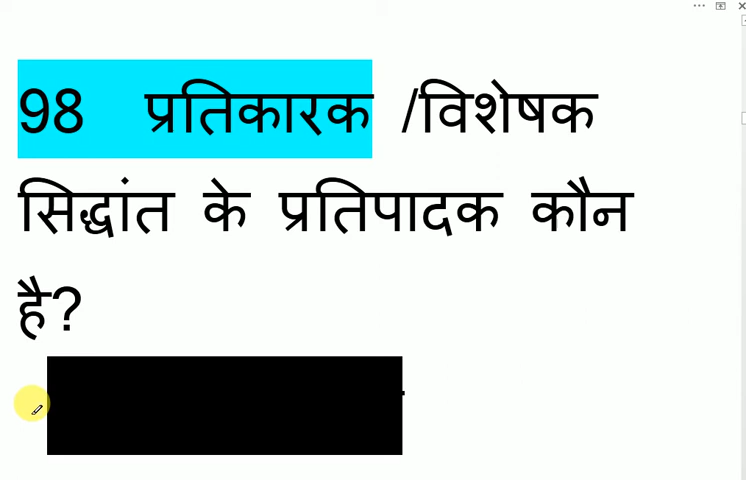 98 प्रतिकारक /विशेषक
सिद्धांत के प्रतिपादक कौन
है?